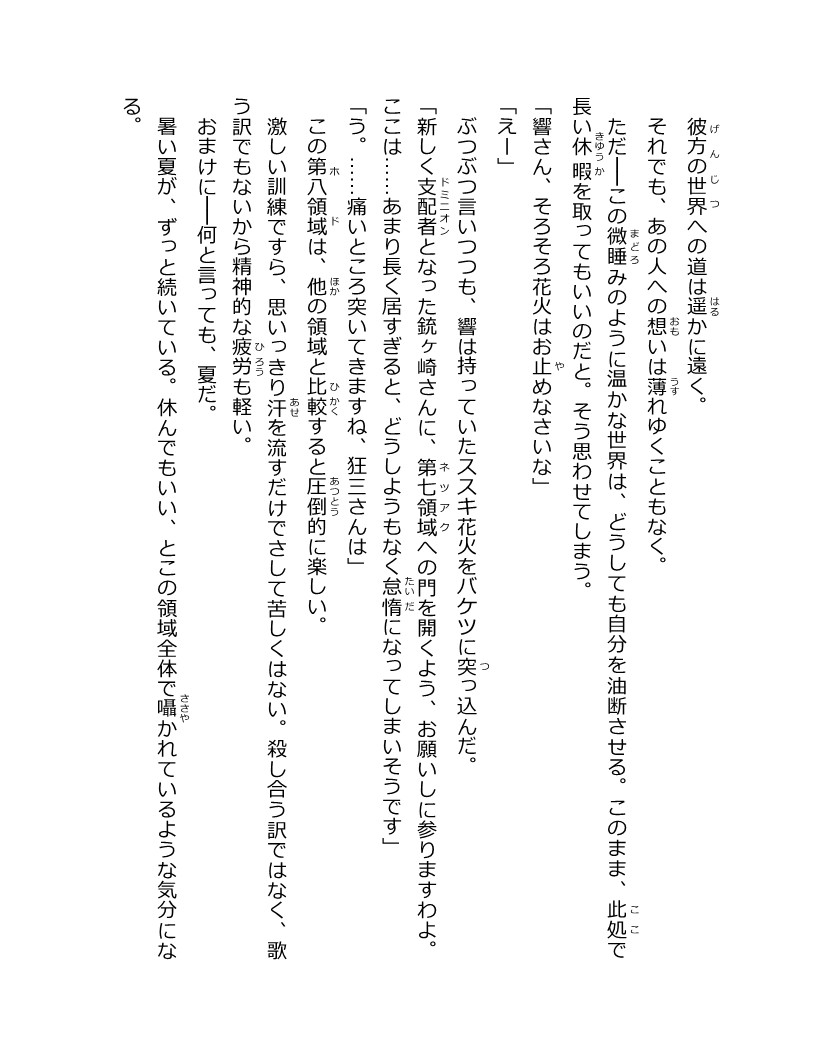 彼方の世界への道は遥かに遠く。
それでも、あの人への想いは薄れゆくこともなく。
ただ――この微睡みのように温かな世界は、どうしても自分を油断させる。このまま、此処で
長い休暇を取ってもいいのだと。そう思わせてしまう。
「響さん、そろそろ花火はお止めなさいな」
「えー」
ぶつぶつ言いつつも、響は持っていたススキ花火をバケツに突っ込んだ。
「新しく支配者となった銃ヶ崎さんに、第七領域への門を開くよう、お願いしに参りますわよ。
ここは……あまり長く居すぎると、どうしようもなく怠惰になってしまいそうです」
「う。……痛いところ突いてきますね、狂三さんは」
この第八領域は、他の領域と比較すると圧倒的に楽しい。
激しい訓練ですら、思いっきり汗を流すだけでさして苦しくはない。殺し合う訳ではなく、歌
う訳でもないから精神的な疲労も軽い。
おまけに――何と言っても、夏だ。
暑い夏が、ずっと続いている。休んでもいい、とこの領域全体で囁かれているような気分にな
る。